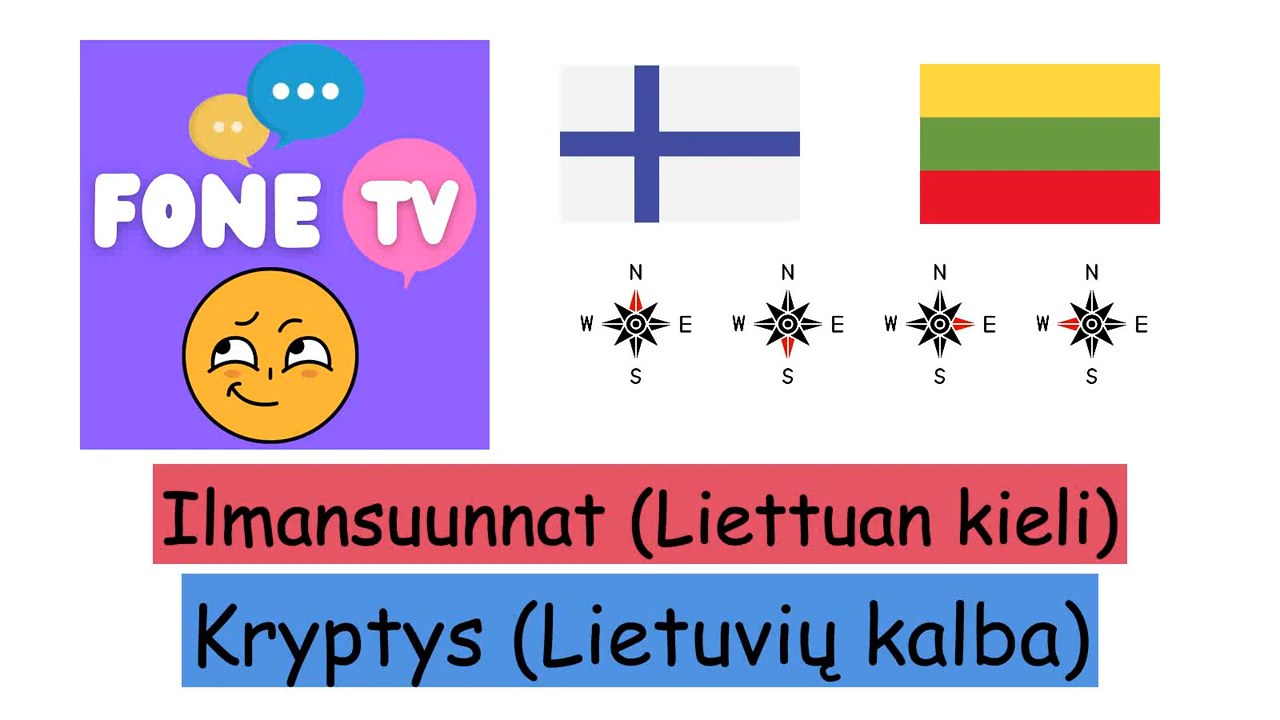 FONE TV
N N N N
W E W E W E W E
S S S S
Ilmansuunnat (Liettuan kieli)
Kryptys (Lietuvių kalba)